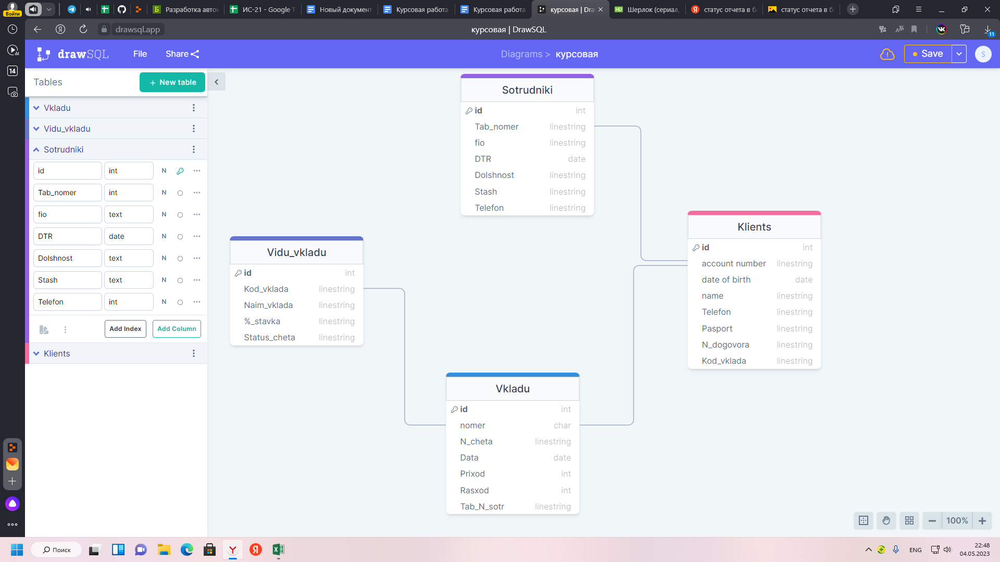 Войти
Разработка автом
ИС-21 - Google Т
Новый документ
Курсовая работа
Курсовая работа
курсовая | Dra
Шерлок (сериал,
статус отчета в ба
статус отчета в ба
drawsql.app
курсовая | DrawSQL
11
14
drawSQL
File
Share
Diagrams > курсовая
Save
S
Tables
+ New table
Vkladu
Vidu_vkladu
Sotrudniki
id int N
Tab_nomer int N
fio text N
DTR date N
Dolshnost text N
Stash text N
Telefon int N
Add Index
Add Column
Klients
Sotrudniki
id int
Tab_nomer linestring
fio linestring
DTR date
Dolshnost linestring
Stash linestring
Telefon linestring
Klients
id int
account number linestring
date of birth date
name linestring
Telefon linestring
Pasport linestring
N_dogovora linestring
Kod_vklada linestring
Vidu_vkladu
id int
Kod_vklada linestring
Naim_vklada linestring
%_stavka linestring
Status_cheta linestring
Vkladu
id int
nomer char
N_cheta linestring
Data date
Prixod int
Rasxod int
Tab_N_sotr linestring
100%
Поиск
ENG
22:48
04.05.2023